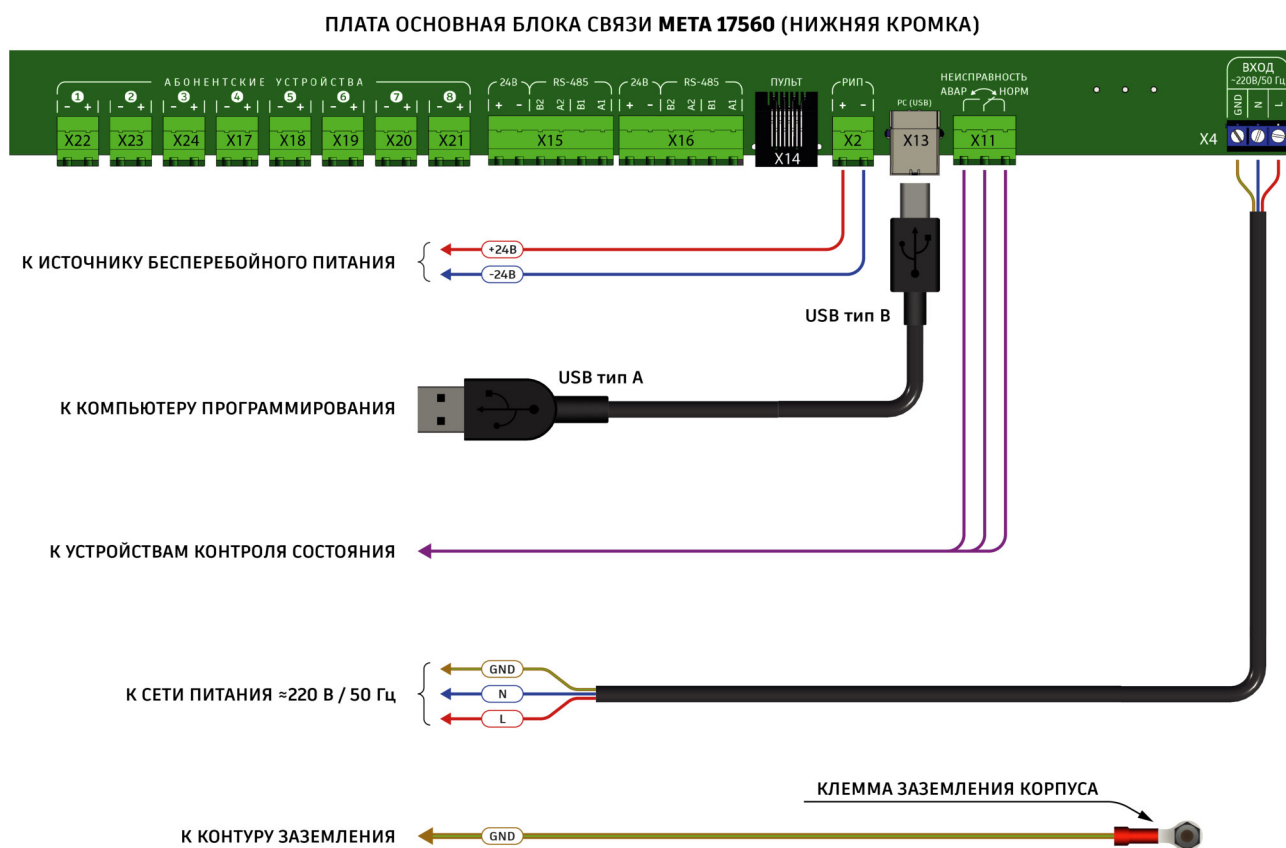 ПЛАТА ОСНОВНАЯ БЛОКА СВЯЗИ МЕТА 17560 (НИЖНЯЯ КРОМКА)
АБОНЕНТСКИЕ УСТРОЙСТВА
1 2 3 4 5 6 7 8
- + - + - + - + - + - + - + - +
X22 X23 X24 X17 X18 X19 X20 X21
24В RS-485
+ - B2 A2 B1 A1
X15
24В RS-485
+ - B2 A2 B1 A1
X16
ПУЛЬТ
X14
РИП
+ -
X2
PC (USB)
X13
НЕИСПРАВНОСТЬ
АВАР НОРМ
X11
ВХОД
~220В/50 Гц
GND N L
X4
К ИСТОЧНИКУ БЕСПЕРЕБОЙНОГО ПИТАНИЯ
+24В
-24В
USB тип B
USB тип A
К КОМПЬЮТЕРУ ПРОГРАММИРОВАНИЯ
К УСТРОЙСТВАМ КОНТРОЛЯ СОСТОЯНИЯ
К СЕТИ ПИТАНИЯ ≈220 В / 50 Гц
GND
N
L
КЛЕММА ЗАЗЕМЛЕНИЯ КОРПУСА
К КОНТУРУ ЗАЗЕМЛЕНИЯ
GND